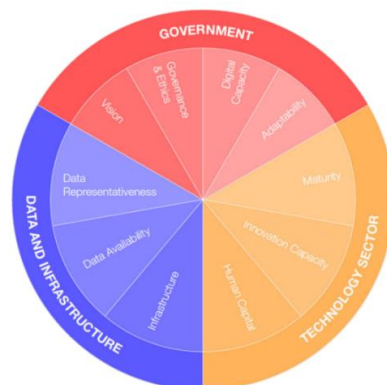 GOVERNMENT
Vision
Governance
& Ethics
Digital
Capacity
Adaptability
Maturity
Innovation Capacity
Human Capital
TECHNOLOGY SECTOR
Infrastructure
Data Availability
Data
Representativeness
DATA AND INFRASTRUCTURE